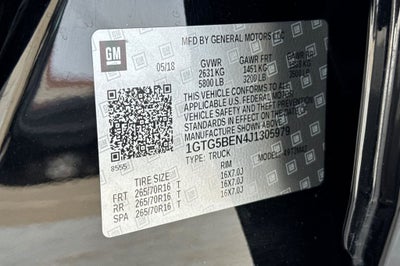 GM
MFD BY GENERAL MOTORS LLC
05/18
GVWR GAWR FRT
2631 KG 1451 KG
5800 LB 3200 LB
THIS VEHICLE CONFORMS TO ALL
APPLICABLE U.S. FEDERAL MOTOR
VEHICLE SAFETY
STANDARDS IN EFFECT ON THE DATE OF
MANUFACTURE SHOWN ABOVE.
1GTG5BEN4J1305979
8555 TYPE: TRUCK
TIRE SIZE RIM
FRT 265/70R16 T 16X7.0J
RR 265/70R16 T 16X7.0J
SPA 265/70R16 T 16X7.0J